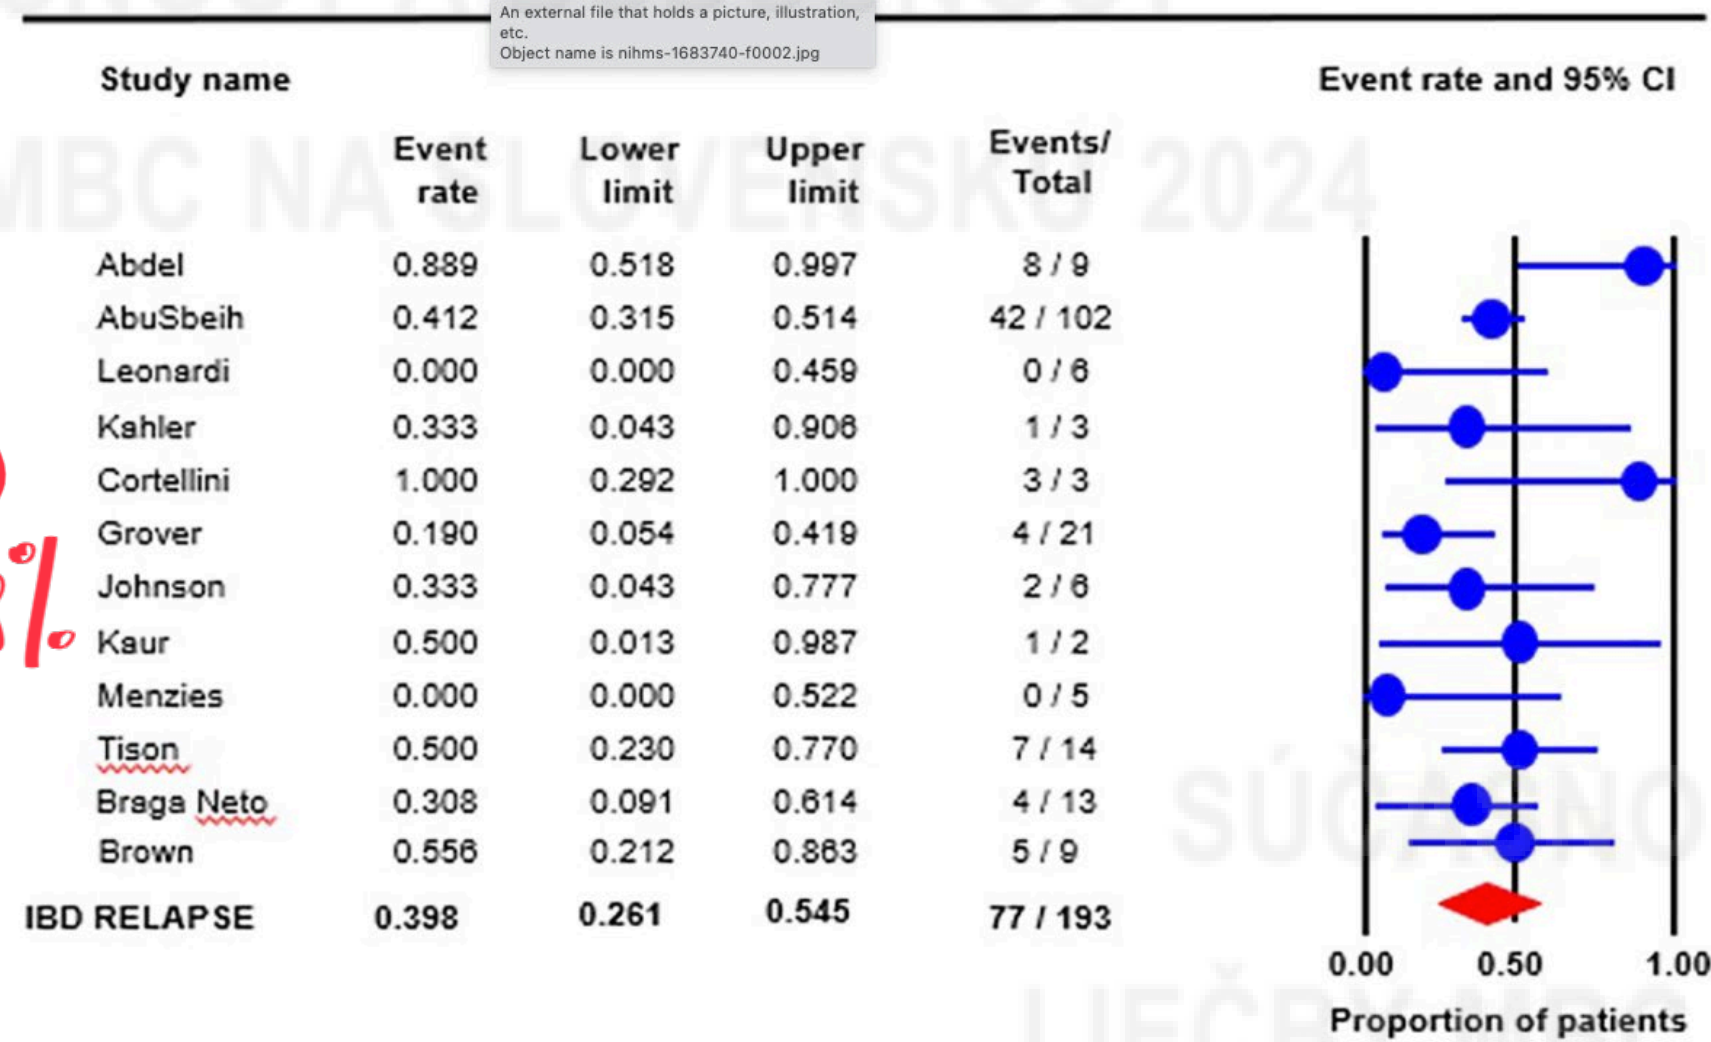 An external file that holds a picture, illustration,
etc.
Object name is nihms-1683740-f0002.jpg
Study name Event rate and 95% CI
Event rate Lower limit Upper limit Events/ Total
MBC NA SLOVENSKU 2024
Abdel 0.889 0.518 0.997 8 / 9
AbuSbeih 0.412 0.315 0.514 42 / 102
Leonardi 0.000 0.000 0.459 0 / 6
Kahler 0.333 0.043 0.906 1 / 3
Cortellini 1.000 0.292 1.000 3 / 3
Grover 0.190 0.054 0.419 4 / 21
%
Johnson 0.333 0.043 0.777 2 / 6
Kaur 0.500 0.013 0.987 1 / 2
Menzies 0.000 0.000 0.522 0 / 5
Tison 0.500 0.230 0.770 7 / 14
Braga Neto 0.308 0.091 0.614 4 / 13
SÚČASNO
Brown 0.556 0.212 0.863 5 / 9
IBD RELAPSE 0.398 0.261 0.545 77 / 193
0.00 0.50 1.00
Proportion of patients